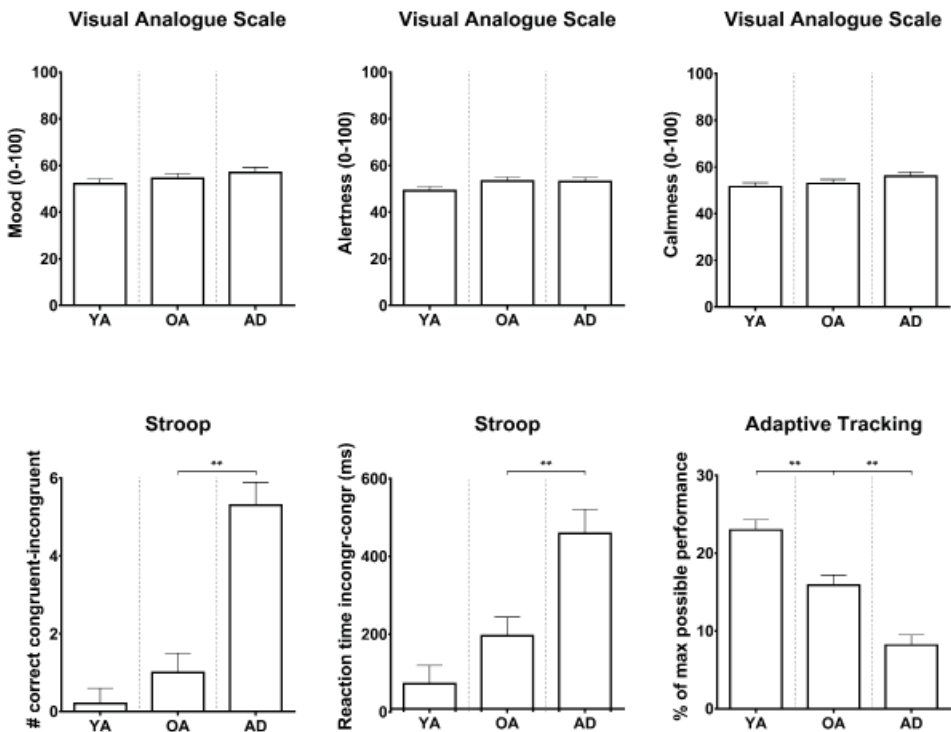 Visual Analogue Scale
Mood (0-100)
100
80
60
40
20
0
YA OA AD
Visual Analogue Scale
Alertness (0-100)
100
80
60
40
20
0
YA OA AD
Visual Analogue Scale
Calmness (0-100)
100
80
60
40
20
0
YA OA AD
Stroop
# correct congruent-incongruent
**
6
4
2
0
YA OA AD
Stroop
Reaction time incongr-congr (ms)
**
600
400
200
0
YA OA AD
Adaptive Tracking
% of max possible performance
** **
30
20
10
0
YA OA AD